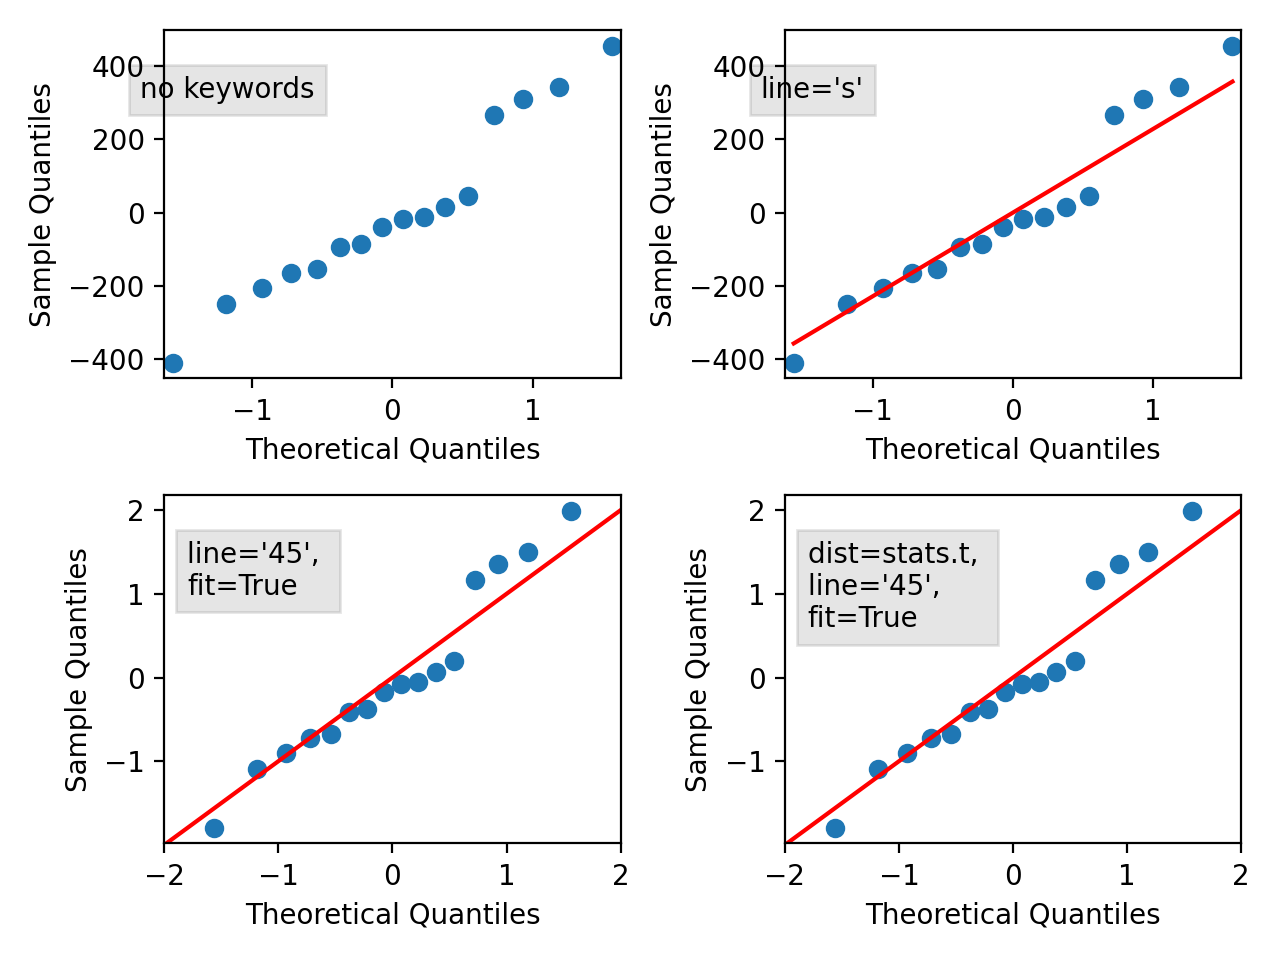 400
200
0
−200
−400
Sample Quantiles
no keywords
−1
0
1
Theoretical Quantiles
400
200
0
−200
−400
Sample Quantiles
line='s'
−1
0
1
Theoretical Quantiles
2
1
0
−1
Sample Quantiles
line='45',
fit=True
−2
−1
0
1
2
Theoretical Quantiles
2
1
0
−1
Sample Quantiles
dist=stats.t,
line='45',
fit=True
−2
−1
0
1
2
Theoretical Quantiles